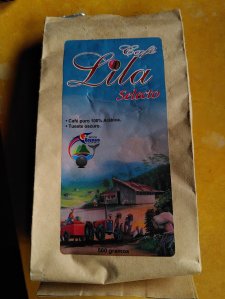 Café
Lila
Selecto
• Café puro 100% Arábica.
• Tueste oscuro.
500 gramos